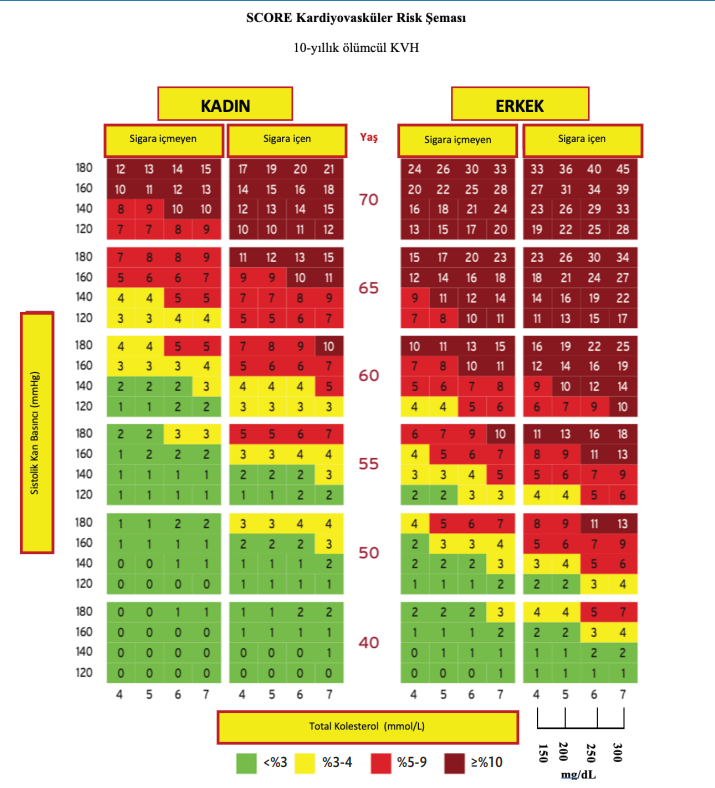 SCORE Kardiyovasküler Risk Şeması
10-yıllık ölümcül KVH
KADIN ERKEK
Sigara içmeyen Sigara içen Yaş Sigara içmeyen Sigara içen
180 12 13 14 15 17 19 20 21 24 26 30 33 33 36 40 45
160 10 11 12 13 14 15 16 18 20 22 25 28 27 31 34 39
70
140 8 9 10 10 12 13 14 15 16 18 21 24 23 26 29 33
120 7 7 8 9 10 10 11 12 13 15 17 20 19 22 25 28
180 7 8 8 9 11 12 13 15 15 17 20 23 23 26 30 34
160 5 6 6 7 9 9 10 11 12 14 16 18 18 21 24 27
65
140 4 4 5 5 7 7 8 9 9 11 12 14 14 16 19 22
120 3 3 4 4 5 5 6 7 7 8 10 11 11 13 15 17
180 4 4 5 5 7 8 9 10 10 11 13 15 16 19 22 25
160 3 3 3 4 5 6 6 7 7 8 10 11 12 14 16 19
60
140 2 2 2 3 4 4 4 5 5 6 7 8 9 10 12 14
120 1 1 2 2 3 3 3 3 4 4 5 6 6 7 9 10
Sistolik Kan Basıncı (mmHg)
180 2 2 3 3 5 5 6 7 6 7 9 10 11 13 16 18
160 1 2 2 2 3 3 4 4 4 5 6 7 8 9 11 13
55
140 1 1 1 1 2 2 2 3 3 3 4 5 5 6 7 9
120 1 1 1 1 1 1 2 2 2 2 3 3 4 4 5 6
180 1 1 2 2 3 3 4 4 4 5 6 7 8 9 11 13
160 1 1 1 1 2 2 2 3 2 3 3 4 5 6 7 9
50
140 0 0 1 1 1 1 1 2 2 2 2 3 3 4 5 6
120 0 0 0 0 1 1 1 1 1 1 1 2 2 2 3 4
180 0 0 1 1 1 1 2 2 2 2 2 3 4 4 5 7
160 0 0 0 0 1 1 1 1 1 1 1 2 2 2 3 4
40
140 0 0 0 0 0 0 0 1 0 1 1 1 1 1 2 2
120 0 0 0 0 0 0 0 0 0 0 0 1 1 1 1 1
4 5 6 7 4 5 6 7 4 5 6 7 4 5 6 7
Total Kolesterol (mmol/L)
150 200 250 300
mg/dL
<%3 %3-4 %5-9 ≥%10